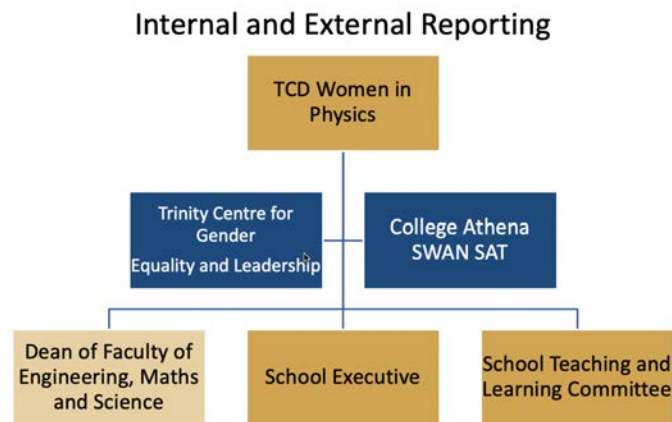 Internal and External Reporting
TCD Women in
Physics
Trinity Centre for
Gender
Equality and Leadership
College Athena
SWAN SAT
Dean of Faculty of
Engineering, Maths
and Science
School Executive
School Teaching and
Learning Committee